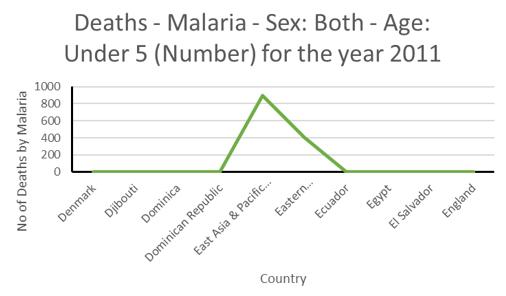 Deaths - Malaria - Sex: Both - Age:
Under 5 (Number) for the year 2011
No of Deaths by Malaria
1000
800
600
400
200
0
Denmark
Djibouti
Dominica
Dominican Republic
East Asia & Pacific...
Eastern...
Ecuador
Egypt
El Salvador
England
Country